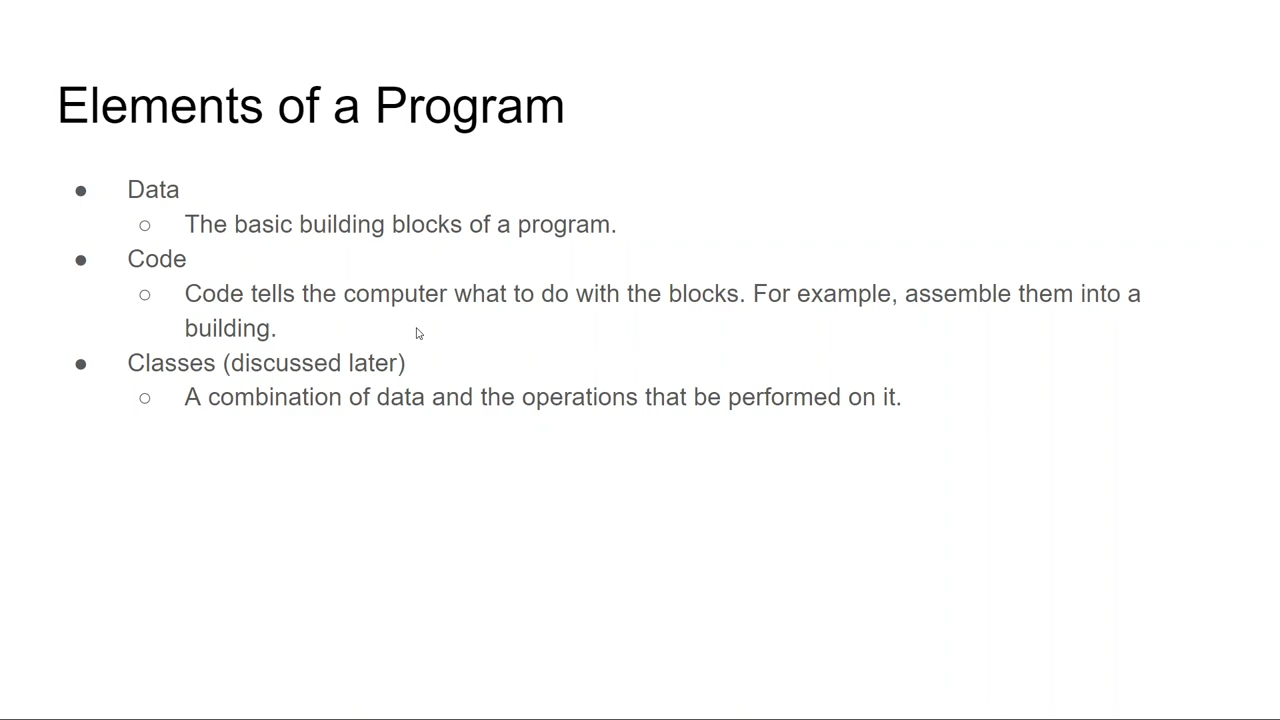 Elements of a Program
● Data
○ The basic building blocks of a program.
● Code
○ Code tells the computer what to do with the blocks. For example, assemble them into a
building.
● Classes (discussed later)
○ A combination of data and the operations that be performed on it.